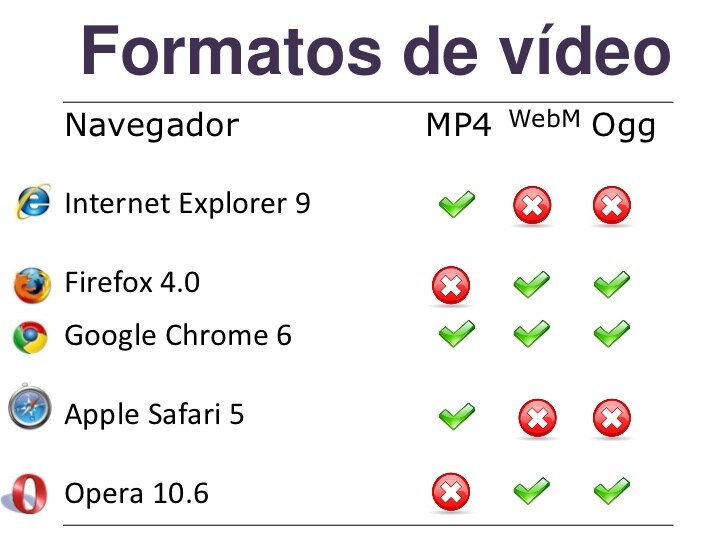 Formatos de vídeo
Navegador MP4 WebM Ogg
Internet Explorer 9
Firefox 4.0
Google Chrome 6
Apple Safari 5
Opera 10.6